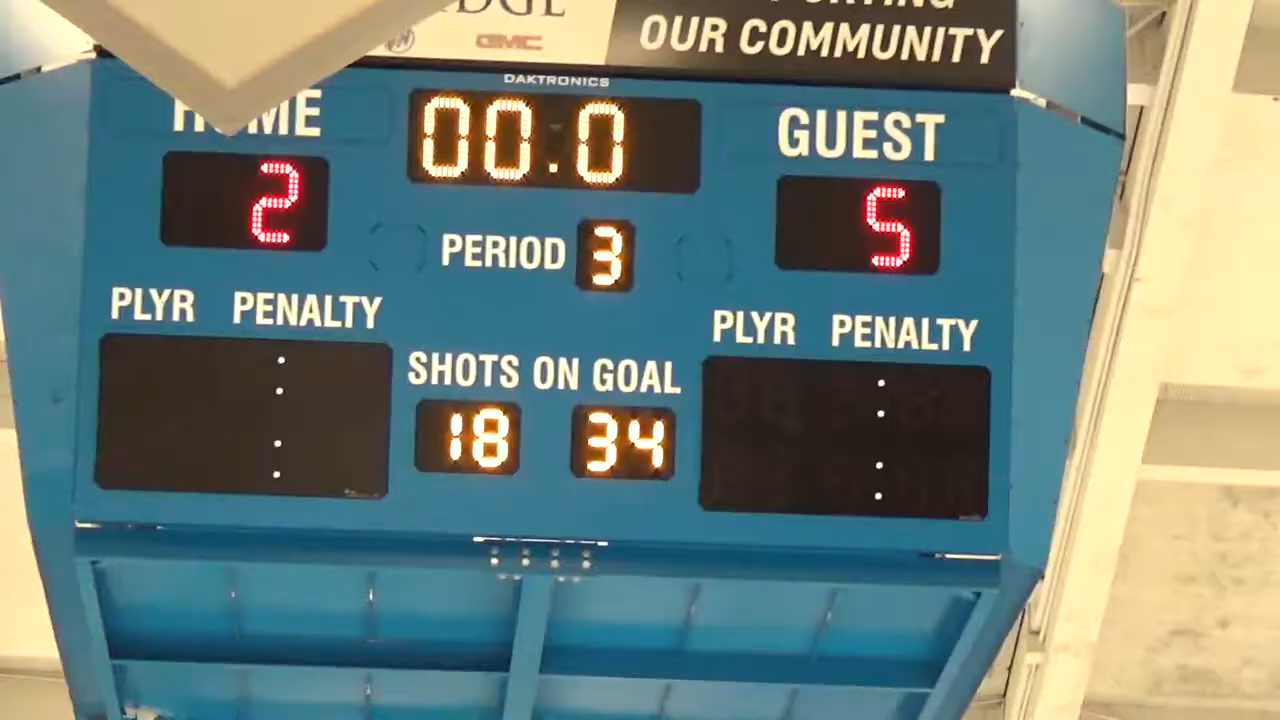 OUR COMMUNITY
GMC
DAKTRONICS
HOME
00.0
GUEST
2
5
PERIOD 3
PLYR PENALTY
PLYR PENALTY
SHOTS ON GOAL
18 34